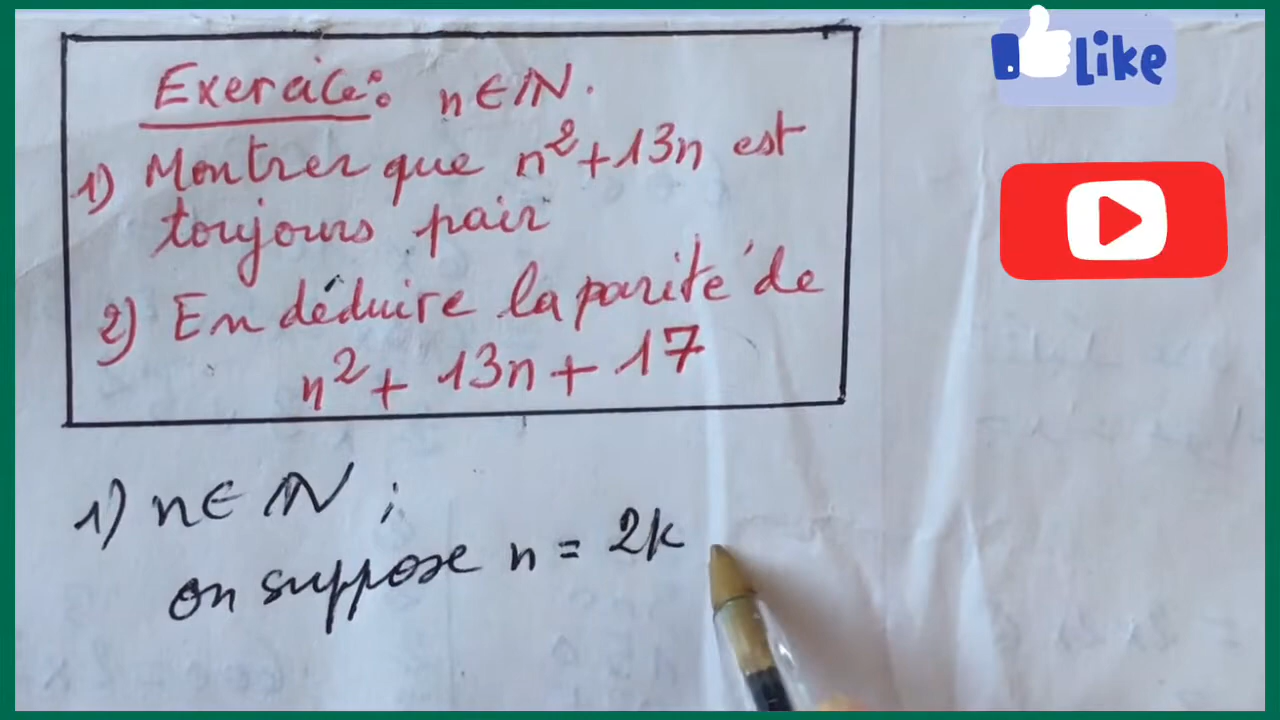 Exercice: n∈ℕ.
1) Montrer que n²+13n est
toujours pair
2) En déduire la parité de
n²+ 13n + 17
1) n∈ℕ ;
on suppose n = 2k
Like